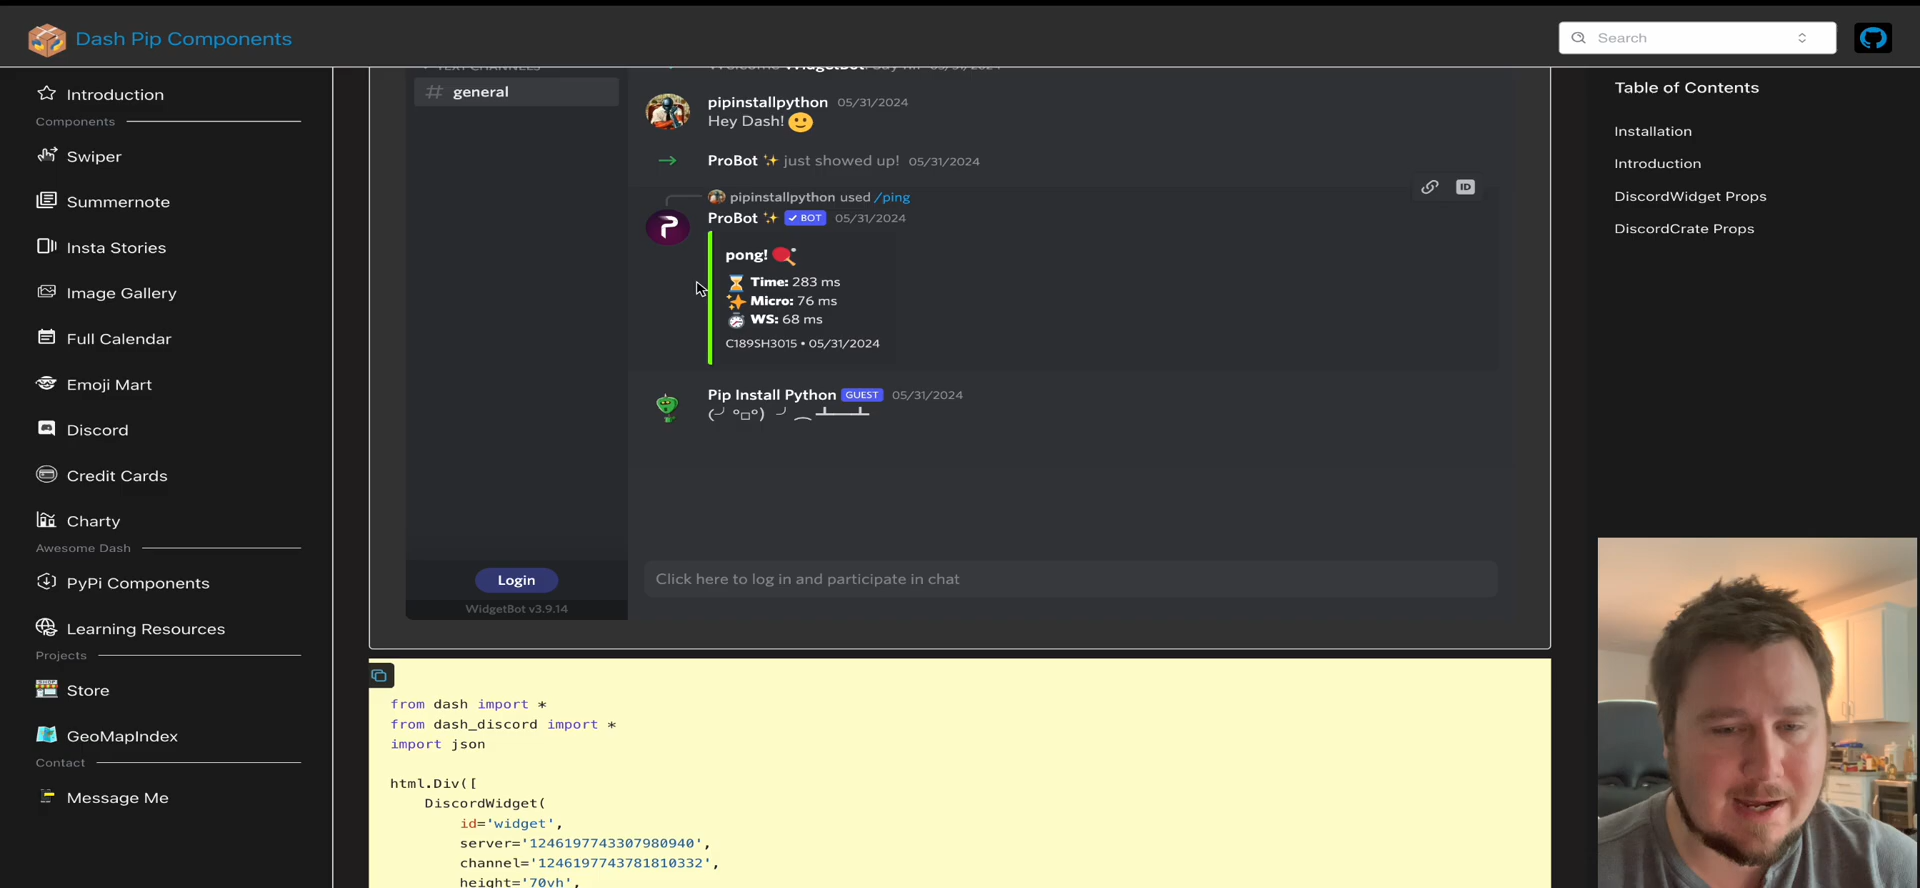 Dash Pip Components
Search
Introduction
Components
Swiper
Summernote
Insta Stories
Image Gallery
Full Calendar
Emoji Mart
Discord
Credit Cards
Charty
Awesome Dash
PyPi Components
Learning Resources
Projects
Store
GeoMapIndex
Contact
Message Me
TEXT CHANNELS
# general
Login
WidgetBot v3.9.14
05/31/2024
pipinstallpython 05/31/2024
Hey Dash! 🙂
ProBot ✨ just showed up! 05/31/2024
pipinstallpython used /ping
ID
ProBot ✨ ✔ BOT 05/31/2024
pong! 🏓
⏳ Time: 283 ms
✨ Micro: 76 ms
⏱ WS: 68 ms
C189SH3015 • 05/31/2024
Pip Install Python GUEST 05/31/2024
(╯°□°)╯︵ ┻━┻
Click here to log in and participate in chat
from dash import *
from dash_discord import *
import json
html.Div([
DiscordWidget(
id='widget',
server='1246197743307980940',
channel='1246197743781810332',
height='70vh',
Table of Contents
Installation
Introduction
DiscordWidget Props
DiscordCrate Props